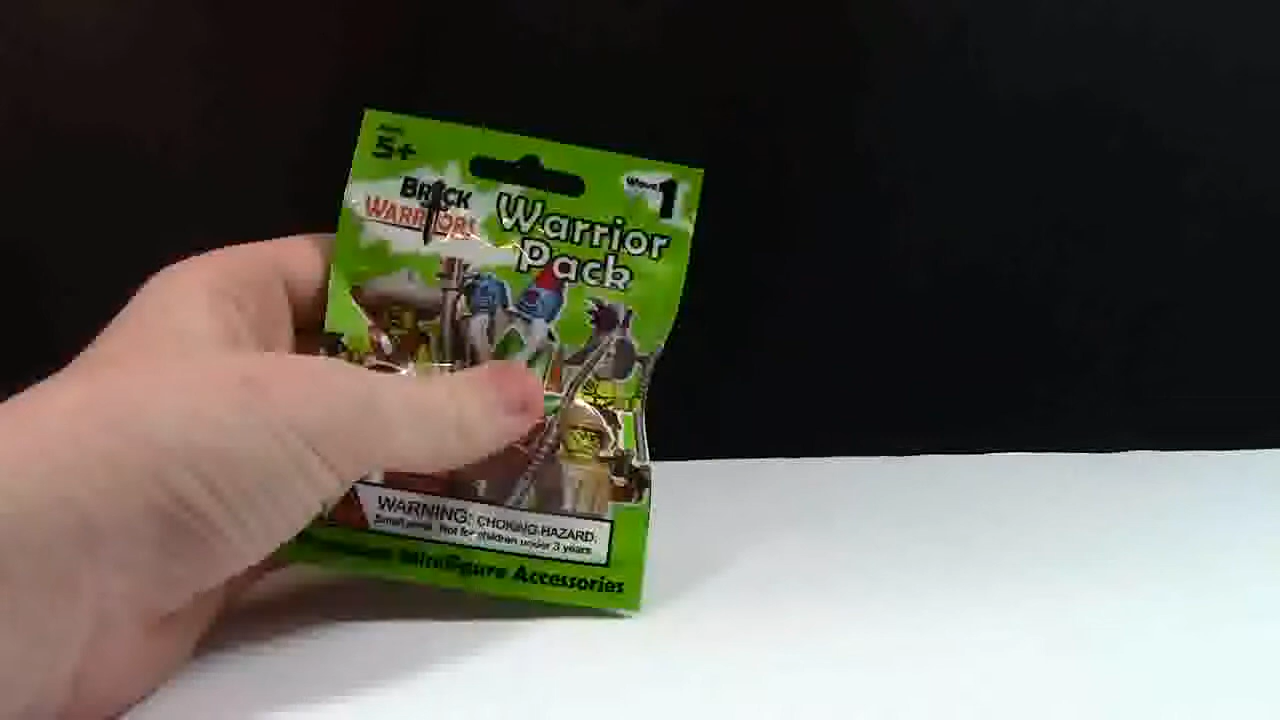 Ages
5+
BRICK
WARRIORS
Wave 1
Warrior
Pack
WARNING: CHOKING HAZARD:
Small parts. Not for children under 3 years
Minifigure Accessories